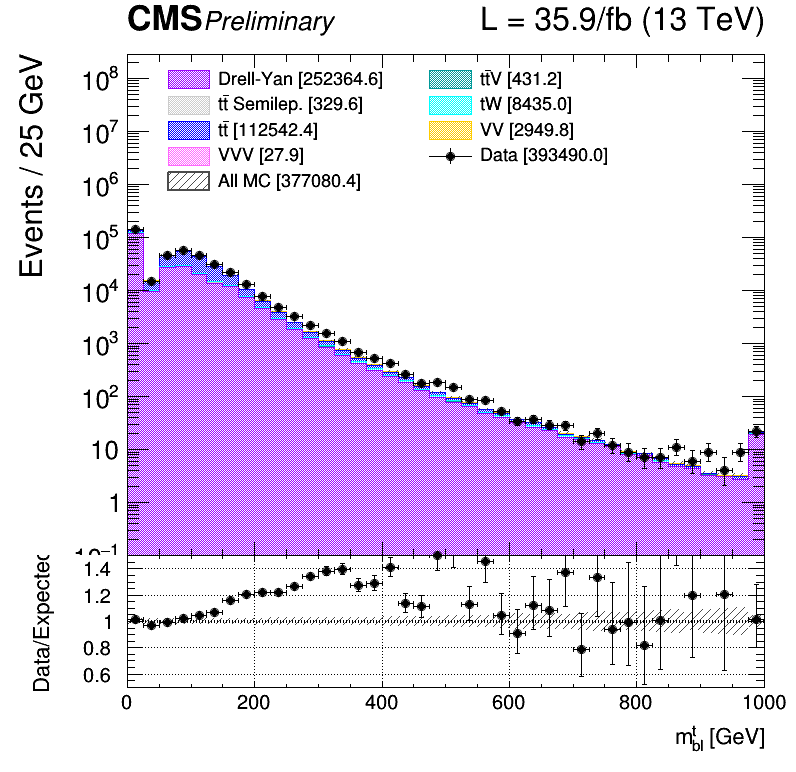 CMS Preliminary L = 35.9/fb (13 TeV)
Events / 25 GeV
Drell-Yan [252364.6]
tt̄ Semilep. [329.6]
tt̄ [112542.4]
VVV [27.9]
All MC [377080.4]
tt̄V [431.2]
tW [8435.0]
VV [2949.8]
Data [393490.0]
10⁸
10⁷
10⁶
10⁵
10⁴
10³
10²
10
1
10⁻¹
Data/Expected
1.4
1.2
1
0.8
0.6
0 200 400 600 800 1000
mᵗbl [GeV]